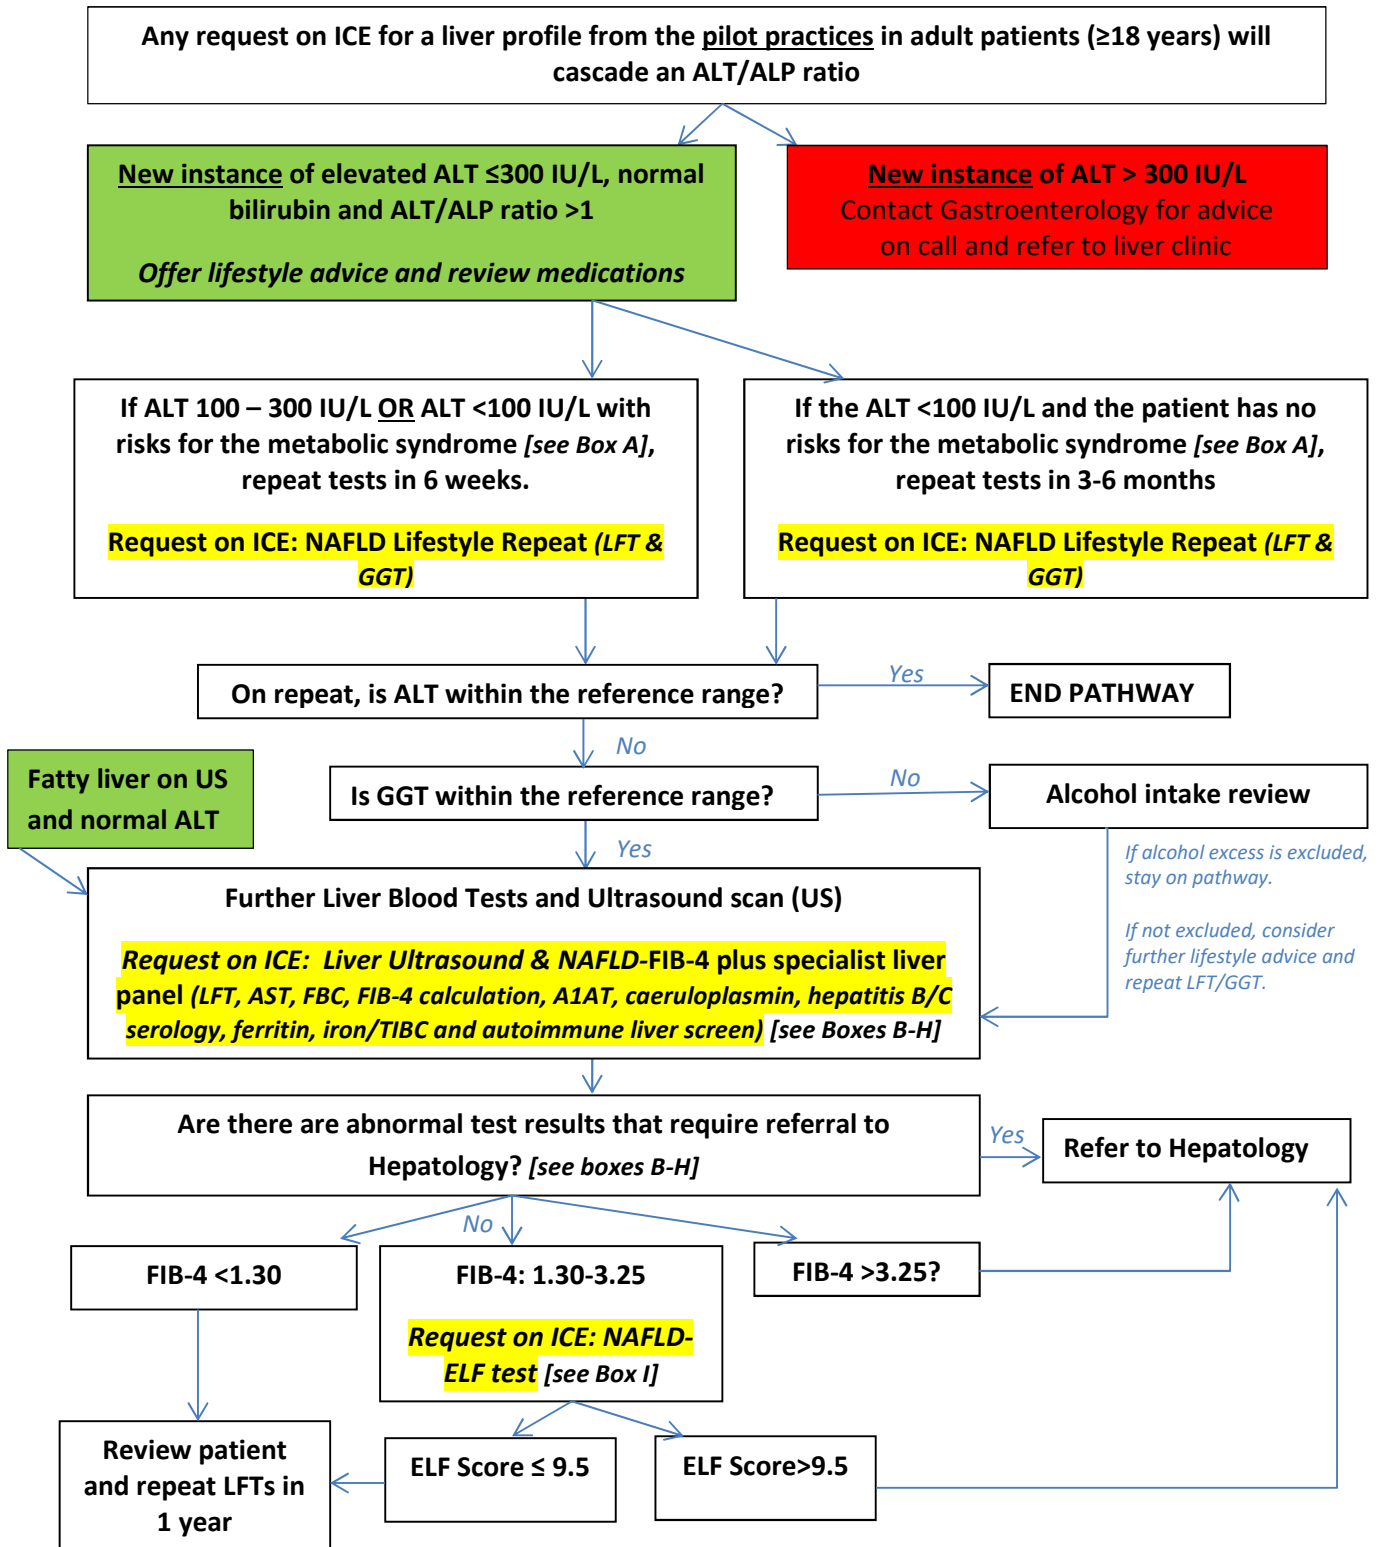 Any request on ICE for a liver profile from the pilot practices in adult patients (≥18 years) will
cascade an ALT/ALP ratio
New instance of elevated ALT ≤300 IU/L, normal
bilirubin and ALT/ALP ratio >1
Offer lifestyle advice and review medications
New instance of ALT > 300 IU/L
Contact Gastroenterology for advice
on call and refer to liver clinic
If ALT 100 – 300 IU/L OR ALT <100 IU/L with
risks for the metabolic syndrome [see Box A],
repeat tests in 6 weeks.
Request on ICE: NAFLD Lifestyle Repeat (LFT &
GGT)
If the ALT <100 IU/L and the patient has no
risks for the metabolic syndrome [see Box A],
repeat tests in 3-6 months
Request on ICE: NAFLD Lifestyle Repeat (LFT &
GGT)
On repeat, is ALT within the reference range?
Yes
END PATHWAY
No
Fatty liver on US
and normal ALT
Is GGT within the reference range?
No
Alcohol intake review
Yes
If alcohol excess is excluded,
stay on pathway.
If not excluded, consider
further lifestyle advice and
repeat LFT/GGT.
Further Liver Blood Tests and Ultrasound scan (US)
Request on ICE: Liver Ultrasound & NAFLD-FIB-4 plus specialist liver
panel (LFT, AST, FBC, FIB-4 calculation, A1AT, caeruloplasmin, hepatitis B/C
serology, ferritin, iron/TIBC and autoimmune liver screen) [see Boxes B-H]
Are there are abnormal test results that require referral to
Hepatology? [see boxes B-H]
Yes
Refer to Hepatology
No
FIB-4 <1.30
FIB-4: 1.30-3.25
Request on ICE: NAFLD-
ELF test [see Box I]
FIB-4 >3.25?
Review patient
and repeat LFTs in
1 year
ELF Score ≤ 9.5
ELF Score>9.5